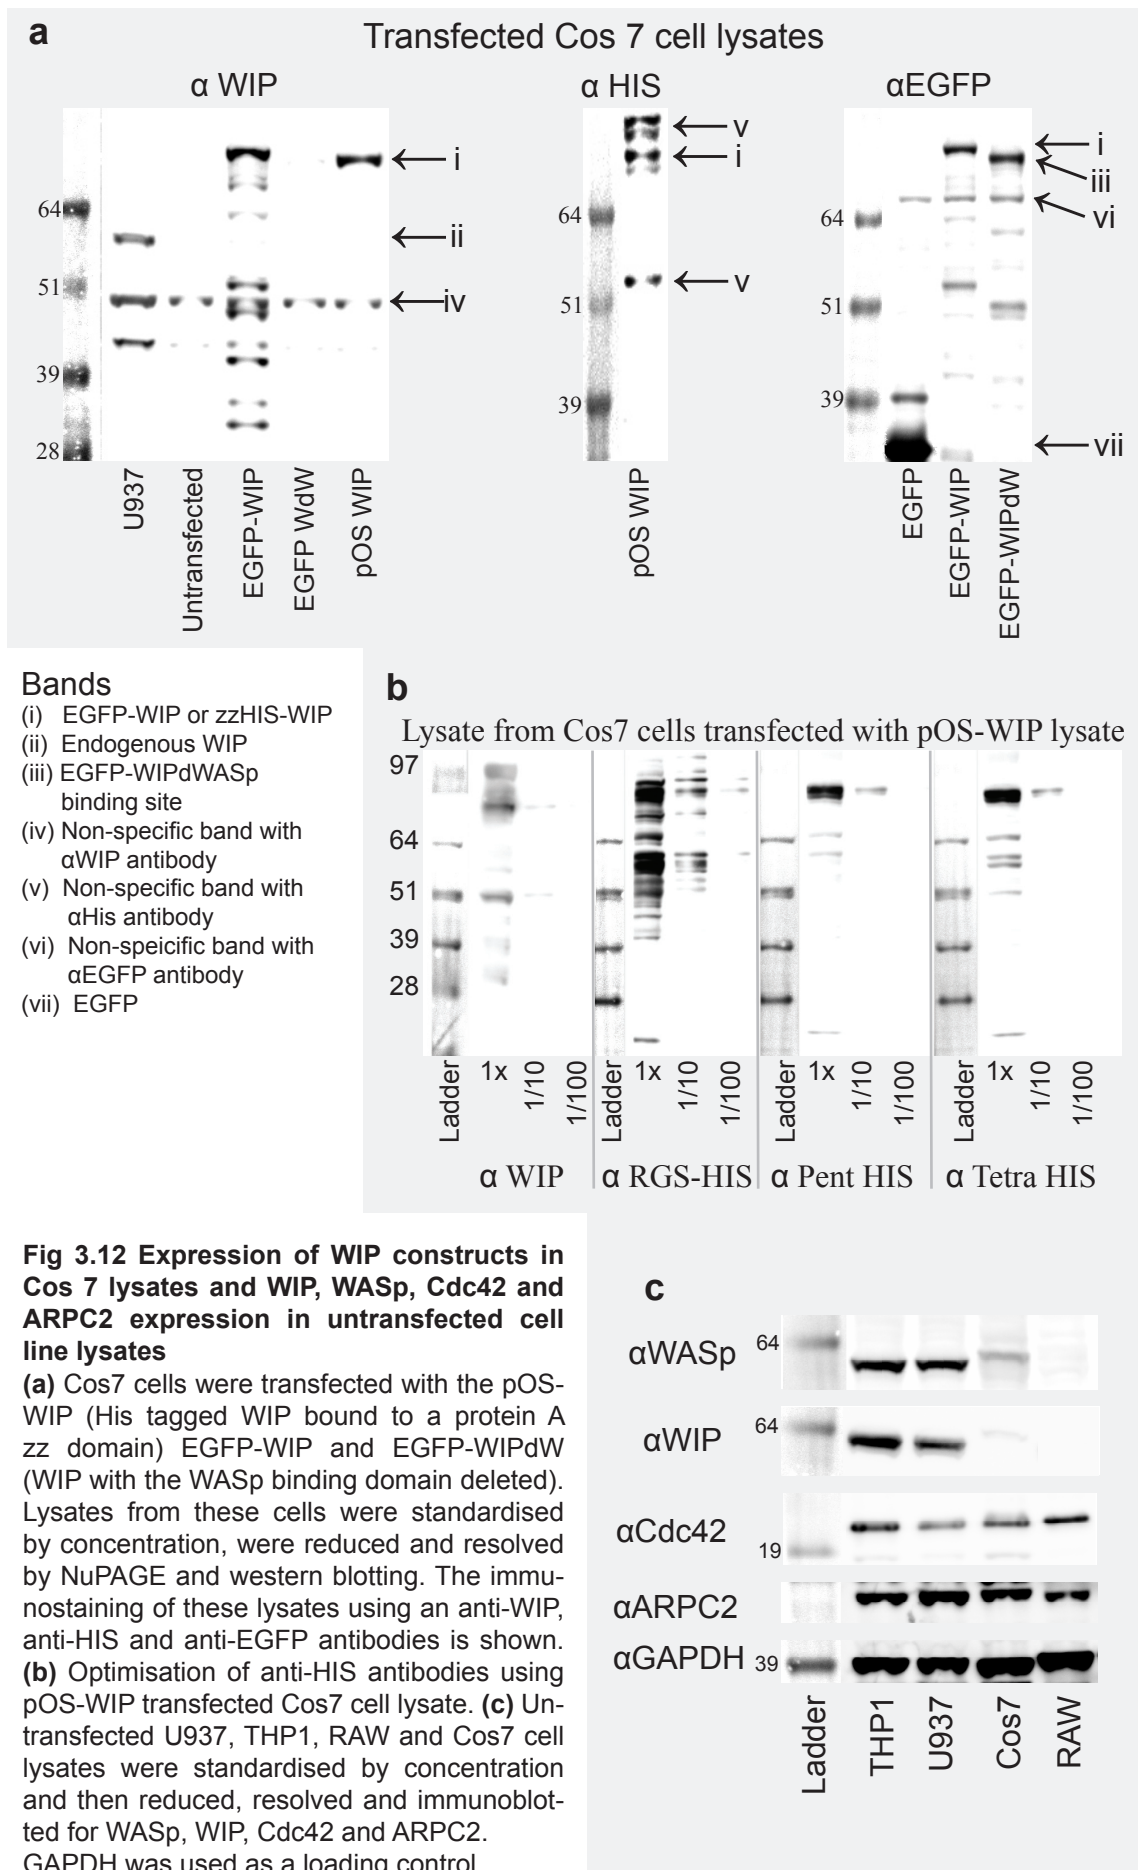 a
Transfected Cos 7 cell lysates
α WIP
64
51
39
28
i
ii
iv
U937
Untransfected
EGFP-WIP
EGFP WdW
pOS WIP
α HIS
64
51
39
v
i
v
pOS WIP
αEGFP
64
51
39
i
iii
vi
vii
EGFP
EGFP-WIP
EGFP-WIPdW
Bands
(i) EGFP-WIP or zzHIS-WIP
(ii) Endogenous WIP
(iii) EGFP-WIPdWASp
binding site
(iv) Non-specific band with
αWIP antibody
(v) Non-specific band with
αHis antibody
(vi) Non-speicific band with
αEGFP antibody
(vii) EGFP
b
Lysate from Cos7 cells transfected with pOS-WIP lysate
97
64
51
39
28
Ladder
1x
1/10
1/100
Ladder
1x
1/10
1/100
Ladder
1x
1/10
1/100
Ladder
1x
1/10
1/100
α WIP
α RGS-HIS
α Pent HIS
α Tetra HIS
Fig 3.12 Expression of WIP constructs in
Cos 7 lysates and WIP, WASp, Cdc42 and
ARPC2 expression in untransfected cell
line lysates
(a) Cos7 cells were transfected with the pOS-
WIP (His tagged WIP bound to a protein A
zz domain) EGFP-WIP and EGFP-WIPdW
(WIP with the WASp binding domain deleted).
Lysates from these cells were standardised
by concentration, were reduced and resolved
by NuPAGE and western blotting. The immu-
nostaining of these lysates using an anti-WIP,
anti-HIS and anti-EGFP antibodies is shown.
(b) Optimisation of anti-HIS antibodies using
pOS-WIP transfected Cos7 cell lysate. (c) Un-
transfected U937, THP1, RAW and Cos7 cell
lysates were standardised by concentration
and then reduced, resolved and immunoblot-
ted for WASp, WIP, Cdc42 and ARPC2.
GAPDH was used as a loading control
c
αWASp
64
αWIP
64
αCdc42
19
αARPC2
αGAPDH
39
Ladder
THP1
U937
Cos7
RAW